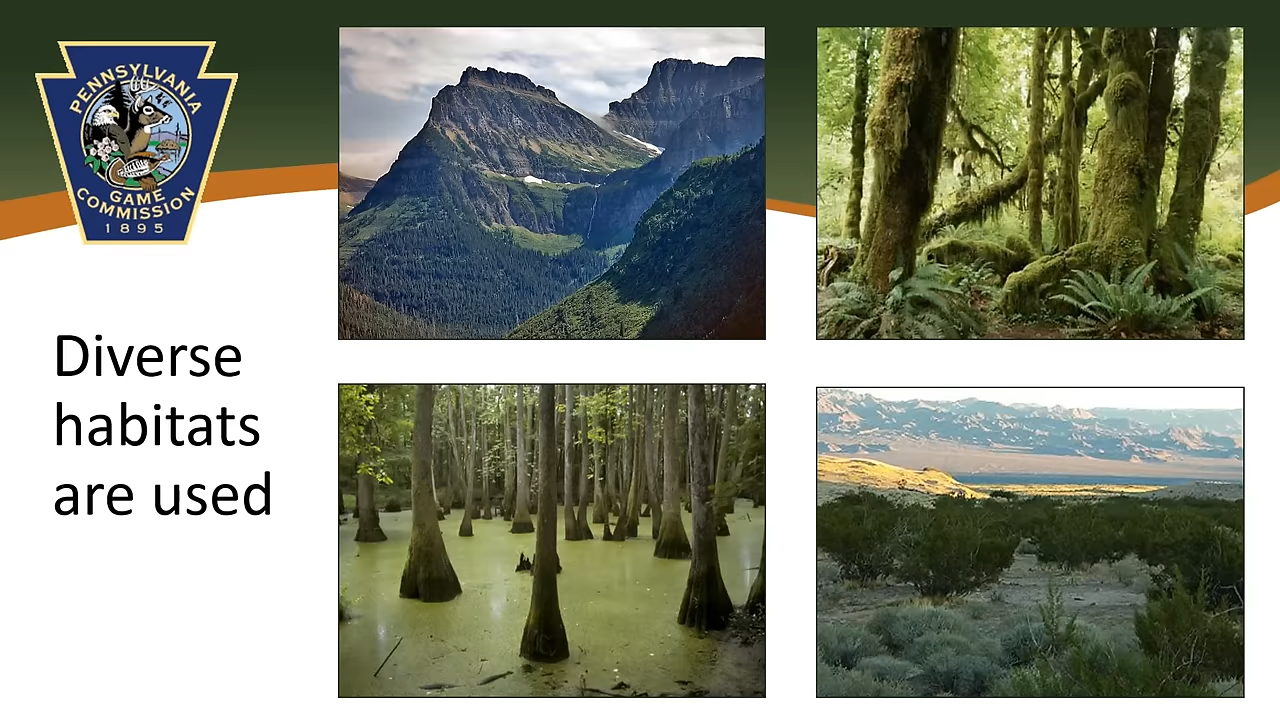 PENNSYLVANIA
GAME
COMMISSION
1895
Diverse
habitats
are used